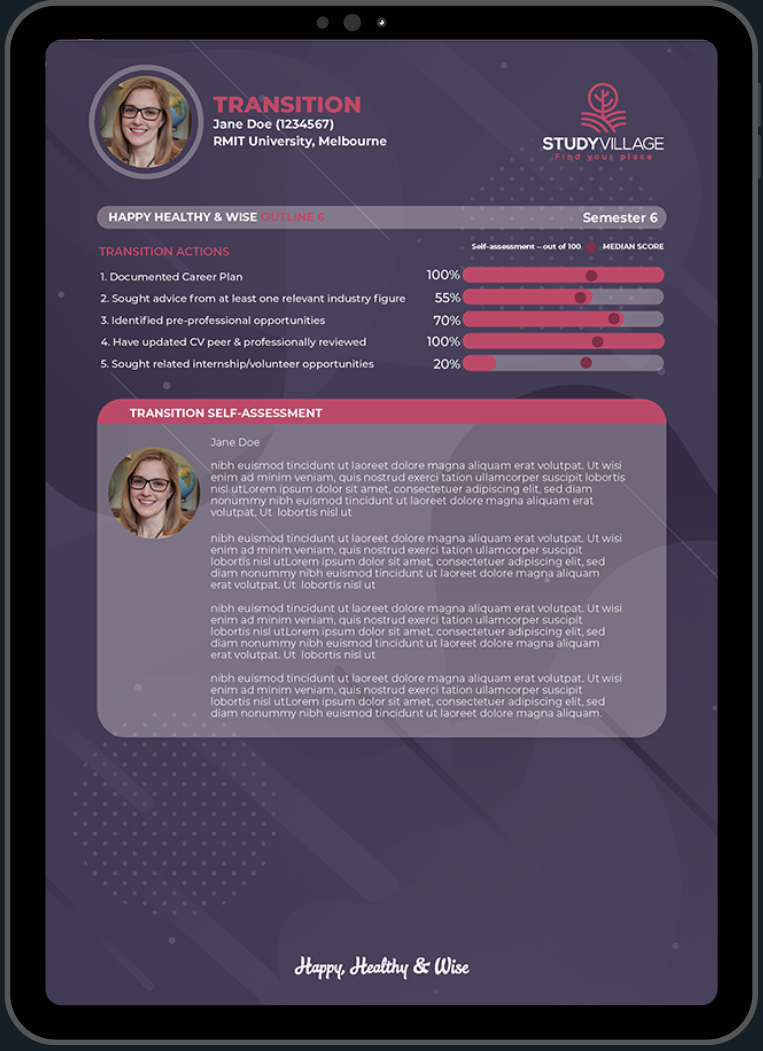 TRANSITION
Jane Doe (1234567)
RMIT University, Melbourne
STUDYVILLAGE
Find your place
HAPPY HEALTHY & WISE OUTLINE 6
Semester 6
TRANSITION ACTIONS
Self-assessment – out of 100. MEDIAN SCORE
1. Documented Career Plan 100%
2. Sought advice from at least one relevant industry figure 55%
3. Identified pre-professional opportunities 70%
4. Have updated CV peer & professionally reviewed 100%
5. Sought related internship/volunteer opportunities 20%
TRANSITION SELF-ASSESSMENT
Jane Doe
nibh euismod tincidunt ut laoreet dolore magna aliquam erat volutpat. Ut wisi
enim ad minim veniam, quis nostrud exerci tation ullamcorper suscipit lobortis
nisl utLorem ipsum dolor sit amet, consectetuer adipiscing elit, sed diam
nonummy nibh euismod tincidunt ut laoreet dolore magna aliquam erat
volutpat, Ut lobortis nisl ut
nibh euismod tincidunt ut laoreet dolore magna aliquam erat volutpat. Ut wisi
enim ad minim veniam, quis nostrud exerci tation ullamcorper suscipit
lobortis nisl utLorem ipsum dolor sit amet, consectetuer adipiscing elit, sed
diam nonummy nibh euismod tincidunt ut laoreet dolore magna aliquam
erat volutpat. Ut lobortis nisl ut
nibh euismod tincidunt ut laoreet dolore magna aliquam erat volutpat. Ut wisi
enim ad minim veniam, quis nostrud exerci tation ullamcorper suscipit
lobortis nisl utLorem ipsum dolor sit amet, consectetuer adipiscing elit, sed
diam nonummy nibh euismod tincidunt ut laoreet dolore magna aliquam
erat volutpat. Ut lobortis nisl ut
nibh euismod tincidunt ut laoreet dolore magna aliquam erat volutpat. Ut wisi
enim ad minim veniam, quis nostrud exerci tation ullamcorper suscipit
lobortis nisl utLorem ipsum dolor sit amet, consectetuer adipiscing elit, sed
diam nonummy nibh euismod tincidunt ut laoreet dolore magna aliquam.
Happy, Healthy & Wise